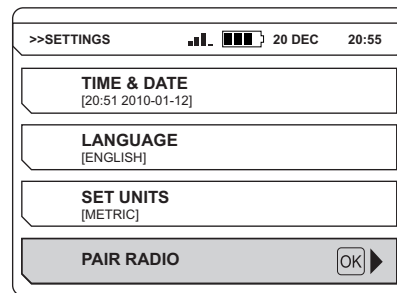 >>SETTINGS 20 DEC 20:55
TIME & DATE
[20:51 2010-01-12]
LANGUAGE
[ENGLISH]
SET UNITS
[METRIC]
PAIR RADIO OK